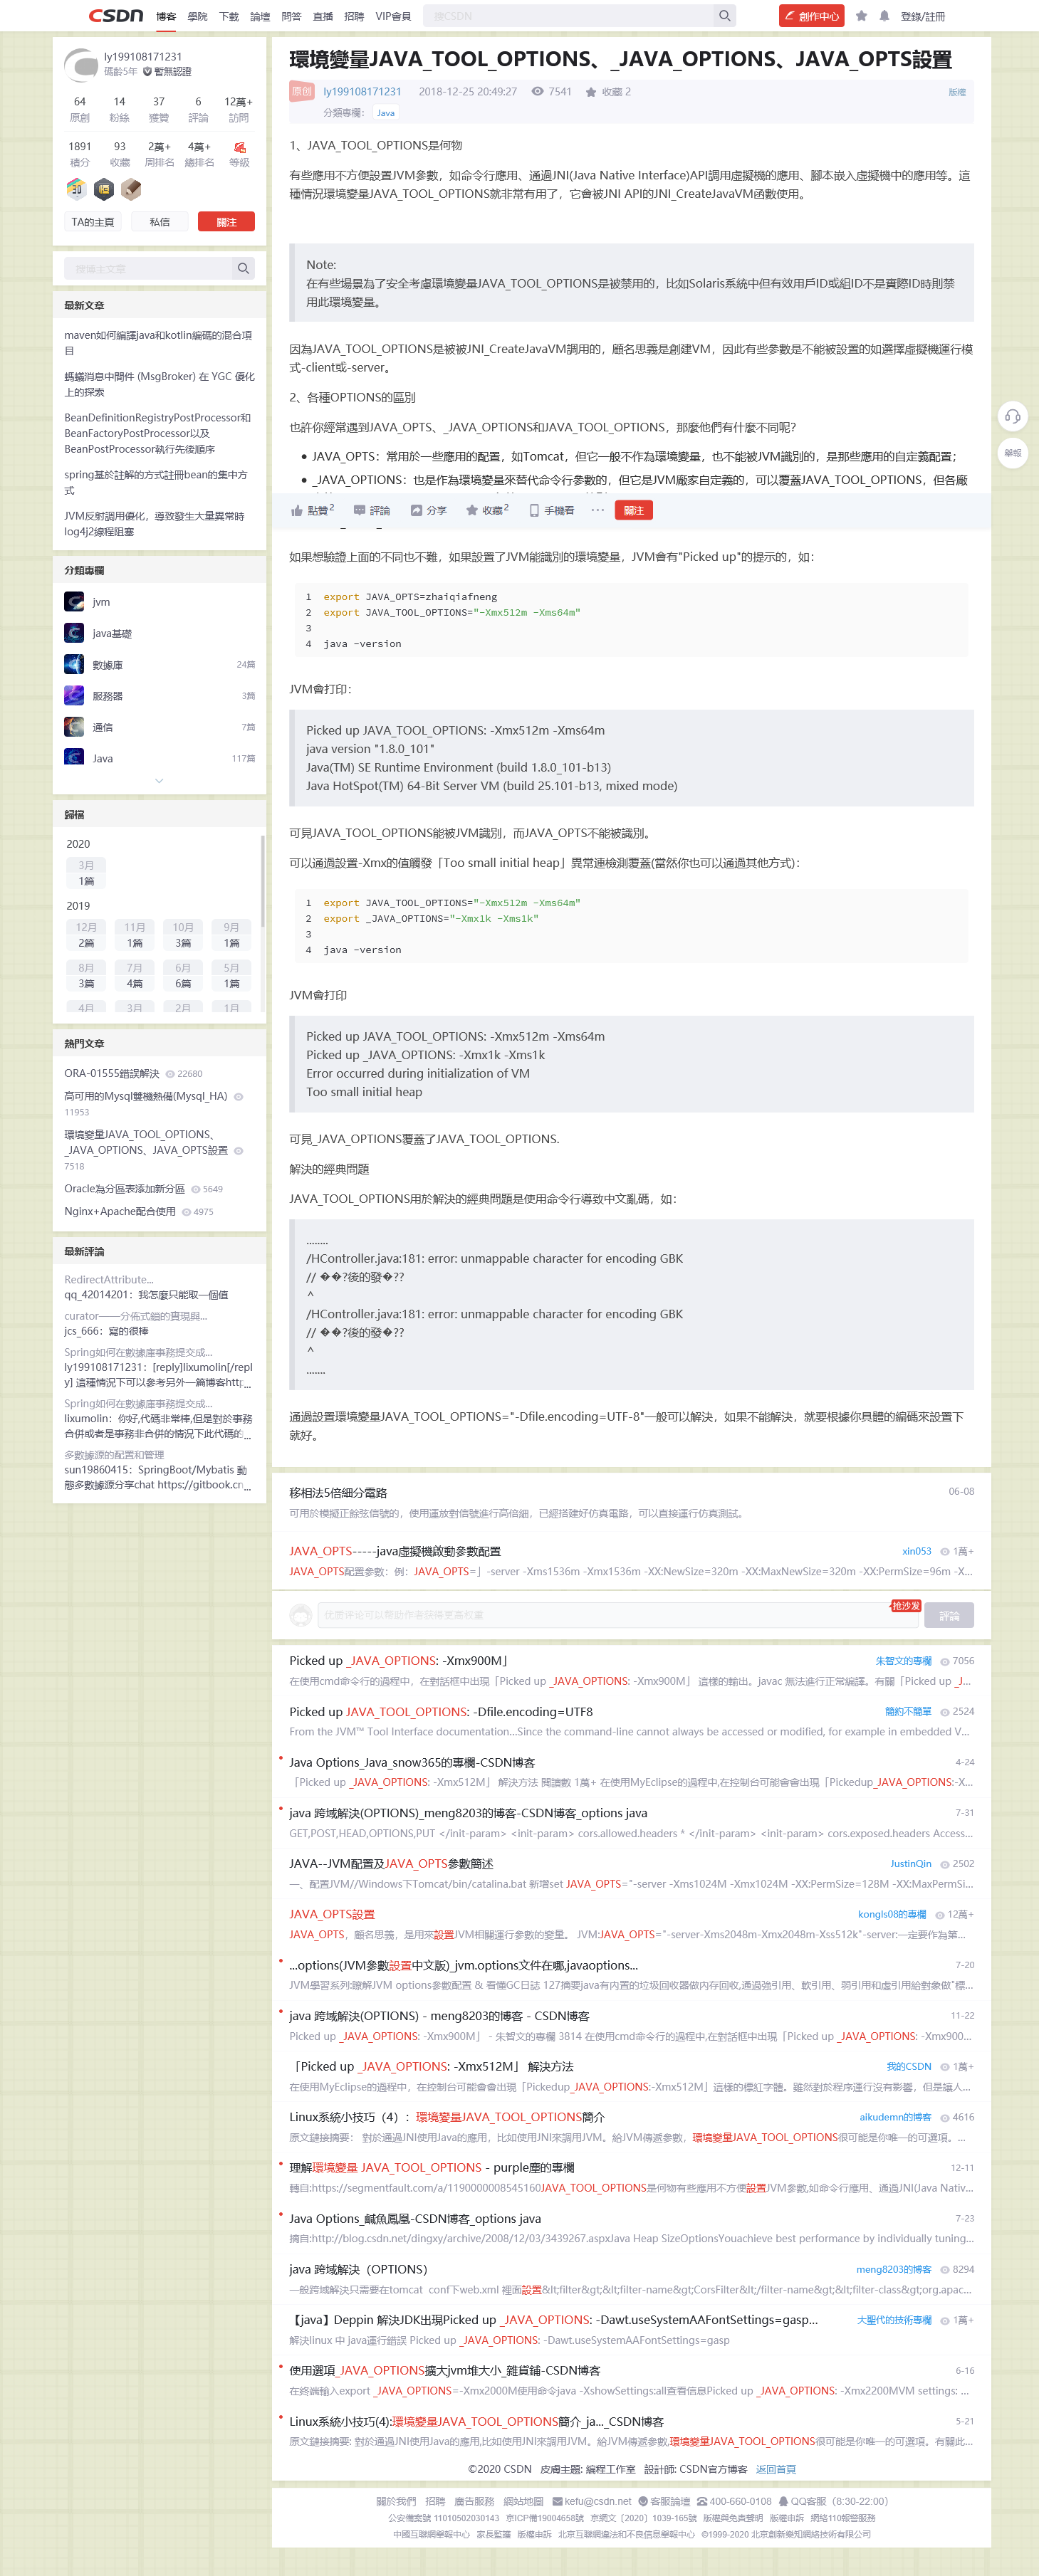 CSDN 博客 學院 下載 論壇 問答 直播 招聘 VIP會員 搜CSDN 創作中心 登錄/註冊
ly199108171231
碼齡5年 暫無認證
64 14 37 6 12萬+
原創 粉絲 獲贊 評論 訪問
1891 93 2萬+ 4萬+
積分 收藏 周排名 總排名 等級
TA的主頁 私信 關注
搜博主文章
最新文章
maven如何編譯java和kotlin编碼的混合項
目
螞蟻消息中間件 (MsgBroker) 在 YGC 優化
上的探索
BeanDefinitionRegistryPostProcessor和
BeanFactoryPostProcessor以及
BeanPostProcessor執行先後順序
spring基於註解的方式註冊bean的集中方
式
JVM反射調用優化，導致發生大量異常時
log4j2線程阻塞
分類專欄
jvm
java基礎
數據庫 24篇
服務器 3篇
通信 7篇
Java 117篇
歸檔
2020
3月
1篇
2019
12月 11月 10月 9月
2篇 1篇 3篇 1篇
8月 7月 6月 5月
3篇 4篇 6篇 1篇
4月 3月 2月 1月
熱門文章
ORA-01555錯誤解決 22680
高可用的Mysql雙機熱備(Mysql_HA)
11953
環境變量JAVA_TOOL_OPTIONS、
_JAVA_OPTIONS、JAVA_OPTS設置
7518
Oracle為分區表添加新分區 5649
Nginx+Apache配合使用 4975
最新評論
RedirectAttribute...
qq_42014201：我怎麼只能取一個值
curator——分佈式鎖的實現與...
jcs_666：寫的很棒
Spring如何在數據庫事務提交成...
ly199108171231：[reply]lixumolin[/repl
y] 這種情況下可以參考另外一篇博客http...
Spring如何在數據庫事務提交成...
lixumolin：你好,代碼非常棒,但是對於事務
合併或者是事務非合併的情況下此代碼的...
多數據源的配置和管理
sun19860415：SpringBoot/Mybatis 動
態多數據源分享chat https://gitbook.cn...
環境變量JAVA_TOOL_OPTIONS、_JAVA_OPTIONS、JAVA_OPTS設置
原创 ly199108171231 2018-12-25 20:49:27 7541 收藏 2 版權
分類專欄： Java
1、JAVA_TOOL_OPTIONS是何物
有些應用不方便設置JVM參數，如命令行應用、通過JNI(Java Native Interface)API調用虛擬機的應用、腳本嵌入虛擬機中的應用等。這
種情況環境變量JAVA_TOOL_OPTIONS就非常有用了，它會被JNI API的JNI_CreateJavaVM函數使用。
Note:
在有些場景為了安全考慮環境變量JAVA_TOOL_OPTIONS是被禁用的，比如Solaris系統中但有效用戶ID或組ID不是實際ID時則禁
用此環境變量。
因為JAVA_TOOL_OPTIONS是被被JNI_CreateJavaVM調用的，顧名思義是創建VM，因此有些參數是不能被設置的如選擇虛擬機運行模
式-client或-server。
2、各種OPTIONS的區別
也許你經常遇到JAVA_OPTS、_JAVA_OPTIONS和JAVA_TOOL_OPTIONS，那麼他們有什麼不同呢？
JAVA_OPTS：常用於一些應用的配置，如Tomcat，但它一般不作為環境變量，也不能被JVM識別的，是那些應用的自定義配置；
_JAVA_OPTIONS：也是作為環境變量來替代命令行參數的，但它是JVM廠家自定義的，可以覆蓋JAVA_TOOL_OPTIONS，但各廠
點贊2 評論 分享 收藏2 手機看 ··· 關注
如果想驗證上面的不同也不難，如果設置了JVM能識別的環境變量，JVM會有"Picked up"的提示的，如：
1 export JAVA_OPTS=zhaiqiafneng
2 export JAVA_TOOL_OPTIONS="-Xmx512m -Xms64m"
3
4 java -version
JVM會打印：
Picked up JAVA_TOOL_OPTIONS: -Xmx512m -Xms64m
java version "1.8.0_101"
Java(TM) SE Runtime Environment (build 1.8.0_101-b13)
Java HotSpot(TM) 64-Bit Server VM (build 25.101-b13, mixed mode)
可見JAVA_TOOL_OPTIONS能被JVM識別，而JAVA_OPTS不能被識別。
可以通過設置-Xmx的值觸發「Too small initial heap」異常連檢測覆蓋(當然你也可以通過其他方式)：
1 export JAVA_TOOL_OPTIONS="-Xmx512m -Xms64m"
2 export _JAVA_OPTIONS="-Xmx1k -Xms1k"
3
4 java -version
JVM會打印
Picked up JAVA_TOOL_OPTIONS: -Xmx512m -Xms64m
Picked up _JAVA_OPTIONS: -Xmx1k -Xms1k
Error occurred during initialization of VM
Too small initial heap
可見_JAVA_OPTIONS覆蓋了JAVA_TOOL_OPTIONS.
解決的經典問題
JAVA_TOOL_OPTIONS用於解決的經典問題是使用命令行導致中文亂碼，如：
........
/HController.java:181: error: unmappable character for encoding GBK
// ��?後的發�??
^
/HController.java:181: error: unmappable character for encoding GBK
// ��?後的發�??
^
.......
通過設置環境變量JAVA_TOOL_OPTIONS="-Dfile.encoding=UTF-8"一般可以解決，如果不能解決，就要根據你具體的編碼來設置下
就好。
移相法5倍細分電路 06-08
可用於模擬正餘弦信號的，使用運放對信號進行高倍細，已經搭建好仿真電路，可以直接運行仿真測試。
JAVA_OPTS-----java虛擬機啟動參數配置 xin053 1萬+
JAVA_OPTS配置參數：例：JAVA_OPTS=」-server -Xms1536m -Xmx1536m -XX:NewSize=320m -XX:MaxNewSize=320m -XX:PermSize=96m -X...
优质评论可以帮助作者获得更高权重 抢沙发 評論
Picked up _JAVA_OPTIONS: -Xmx900M」 朱智文的專欄 7056
在使用cmd命令行的過程中，在對話框中出現「Picked up _JAVA_OPTIONS: -Xmx900M」 這樣的輸出。javac 無法進行正常編譯。有關「Picked up _J...
Picked up JAVA_TOOL_OPTIONS: -Dfile.encoding=UTF8 簡約不簡單 2524
From the JVM™ Tool Interface documentation...Since the command-line cannot always be accessed or modified, for example in embedded V...
Java Options_Java_snow365的專欄-CSDN博客 4-24
「Picked up _JAVA_OPTIONS: -Xmx512M」 解決方法 閱讀數 1萬+ 在使用MyEclipse的過程中,在控制台可能會會出現「Pickedup_JAVA_OPTIONS:-X...
java 跨域解決(OPTIONS)_meng8203的博客-CSDN博客_options java 7-31
GET,POST,HEAD,OPTIONS,PUT </init-param> <init-param> cors.allowed.headers * </init-param> <init-param> cors.exposed.headers Access...
JAVA--JVM配置及JAVA_OPTS參數簡述 JustinQin 2502
一、配置JVM//Windows下Tomcat/bin/catalina.bat 新增set JAVA_OPTS="-server -Xms1024M -Xmx1024M -XX:PermSize=128M -XX:MaxPermSi...
JAVA_OPTS設置 kongls08的專欄 12萬+
JAVA_OPTS，顧名思義，是用來設置JVM相關運行參數的變量。 JVM:JAVA_OPTS="-server-Xms2048m-Xmx2048m-Xss512k"-server:一定要作為第...
...options(JVM參數設置中文版)_jvm.options文件在哪,javaoptions... 7-20
JVM學習系列:瞭解JVM options參數配置 & 看懂GC日誌 127摘要java有内置的垃圾回收器做内存回收,通過強引用、軟引用、弱引用和虛引用給對象做"標...
java 跨域解決(OPTIONS) - meng8203的博客 - CSDN博客 11-22
Picked up _JAVA_OPTIONS: -Xmx900M」 - 朱智文的專欄 3814 在使用cmd命令行的過程中,在對話框中出現「Picked up _JAVA_OPTIONS: -Xmx900...
「Picked up _JAVA_OPTIONS: -Xmx512M」 解決方法 我的CSDN 1萬+
在使用MyEclipse的過程中，在控制台可能會會出現「Pickedup_JAVA_OPTIONS:-Xmx512M」這樣的標紅字體。雖然對於程序運行沒有影響，但是讓人...
Linux系統小技巧（4）：環境變量JAVA_TOOL_OPTIONS簡介 aikudemn的博客 4616
原文鏈接摘要： 對於通過JNI使用Java的應用，比如使用JNI來調用JVM。給JVM傳遞參數，環境變量JAVA_TOOL_OPTIONS很可能是你唯一的可選項。...
理解環境變量 JAVA_TOOL_OPTIONS - purple塵的專欄 12-11
轉自:https://segmentfault.com/a/1190000008545160JAVA_TOOL_OPTIONS是何物有些應用不方便設置JVM參數,如命令行應用、通過JNI(Java Nativ...
Java Options_鹹魚鳳凰-CSDN博客_options java 7-23
摘自:http://blog.csdn.net/dingxy/archive/2008/12/03/3439267.aspxJava Heap SizeOptionsYouachieve best performance by individually tuning...
java 跨域解決（OPTIONS） meng8203的博客 8294
一般跨域解決只需要在tomcat conf下web.xml 裡面設置&lt;filter&gt;&lt;filter-name&gt;CorsFilter&lt;/filter-name&gt;&lt;filter-class&gt;org.apac...
【java】Deppin 解決JDK出現Picked up _JAVA_OPTIONS: -Dawt.useSystemAAFontSettings=gasp... 大聖代的技術專欄 1萬+
解決linux 中 java運行錯誤 Picked up _JAVA_OPTIONS: -Dawt.useSystemAAFontSettings=gasp
使用選項_JAVA_OPTIONS擴大jvm堆大小_雜貨鋪-CSDN博客 6-16
在終端輸入export _JAVA_OPTIONS=-Xmx2000M使用命令java -XshowSettings:all查看信息Picked up _JAVA_OPTIONS: -Xmx2200MVM settings: ...
Linux系統小技巧(4):環境變量JAVA_TOOL_OPTIONS簡介_ja..._CSDN博客 5-21
原文鏈接摘要: 對於通過JNI使用Java的應用,比如使用JNI來調用JVM。給JVM傳遞參數,環境變量JAVA_TOOL_OPTIONS很可能是你唯一的可選項。有關此...
©2020 CSDN 皮膚主題: 編程工作室 設計師: CSDN官方博客 返回首頁
關於我們 招聘 廣告服務 網站地圖 kefu@csdn.net 客服論壇 400-660-0108 QQ客服（8:30-22:00）
公安備案號 11010502030143 京ICP備19004658號 京網文〔2020〕1039-165號 版權與免責聲明 版權申訴 網絡110報警服務
中國互聯網舉報中心 家長監護 版權申訴 北京互聯網違法和不良信息舉報中心 ©1999-2020 北京創新樂知網絡技術有限公司
舉報